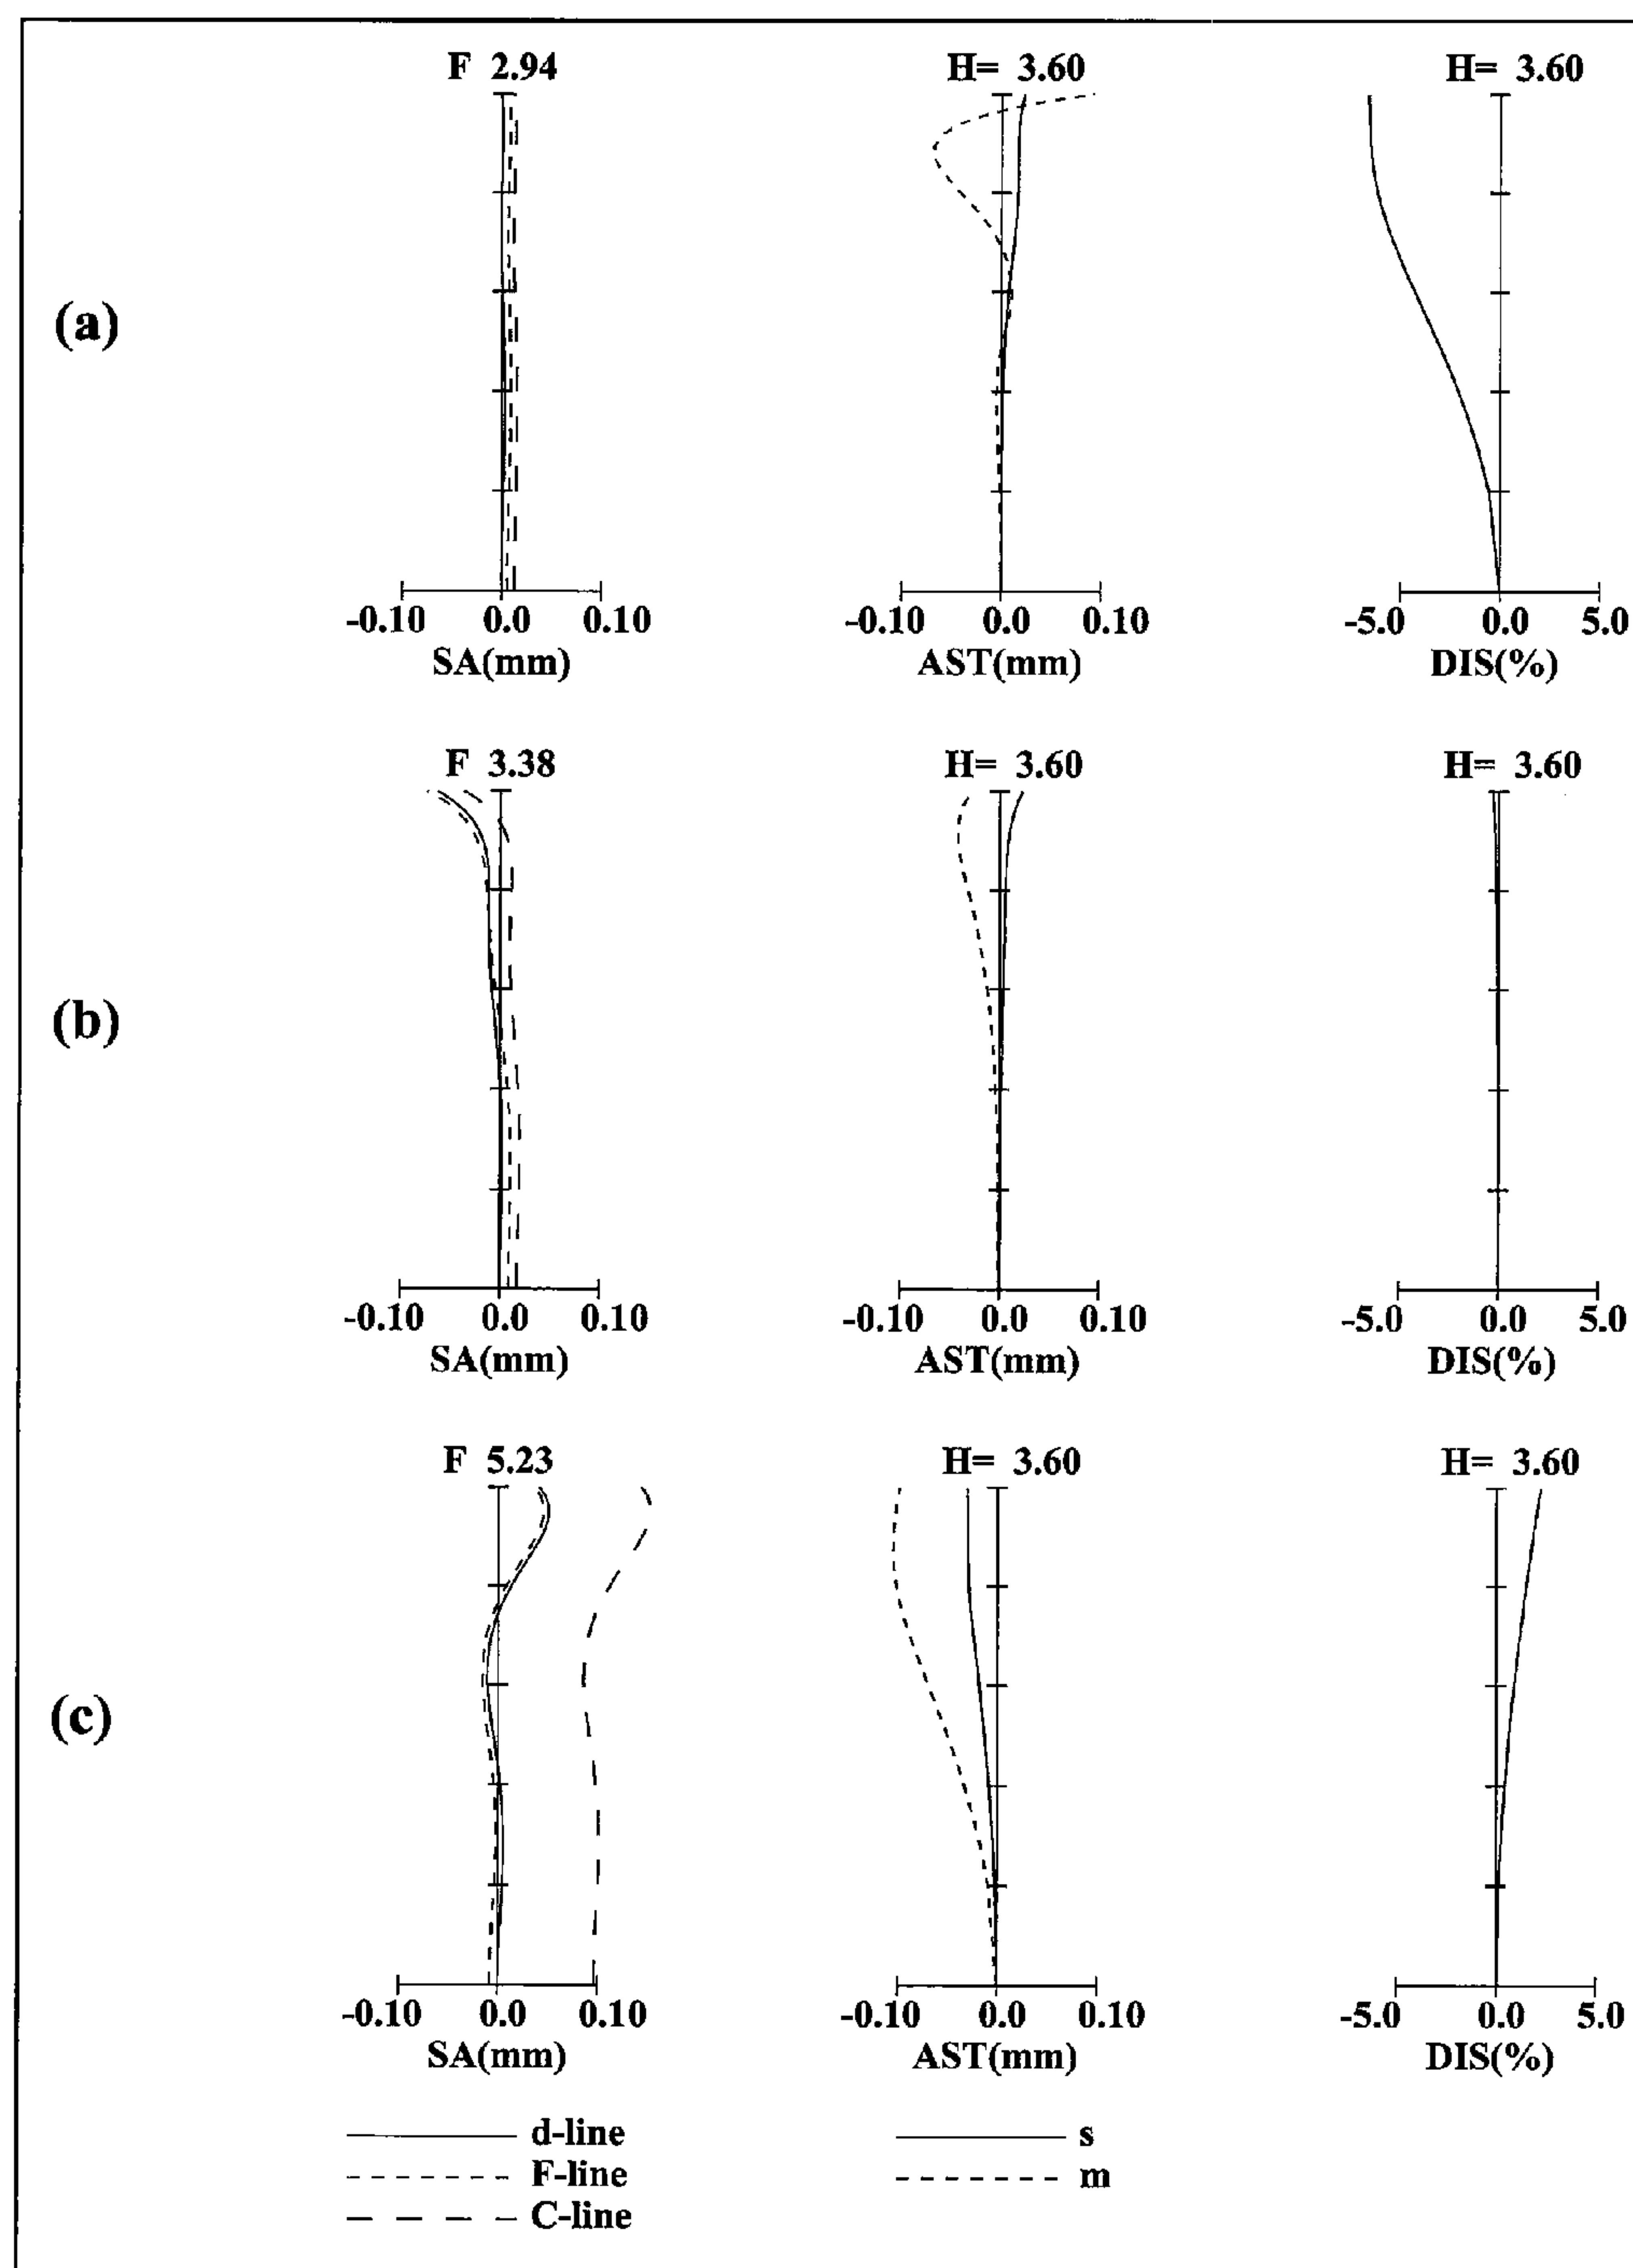 F 2.94 H= 3.60 H= 3.60
(a)
-0.10 0.0 0.10 -0.10 0.0 0.10 -5.0 0.0 5.0
SA(mm) AST(mm) DIS(%)
F 3.38 H= 3.60 H= 3.60
(b)
-0.10 0.0 0.10 -0.10 0.0 0.10 -5.0 0.0 5.0
SA(mm) AST(mm) DIS(%)
F 5.23 H= 3.60 H= 3.60
(c)
-0.10 0.0 0.10 -0.10 0.0 0.10 -5.0 0.0 5.0
SA(mm) AST(mm) DIS(%)
d-line s
F-line m
C-line